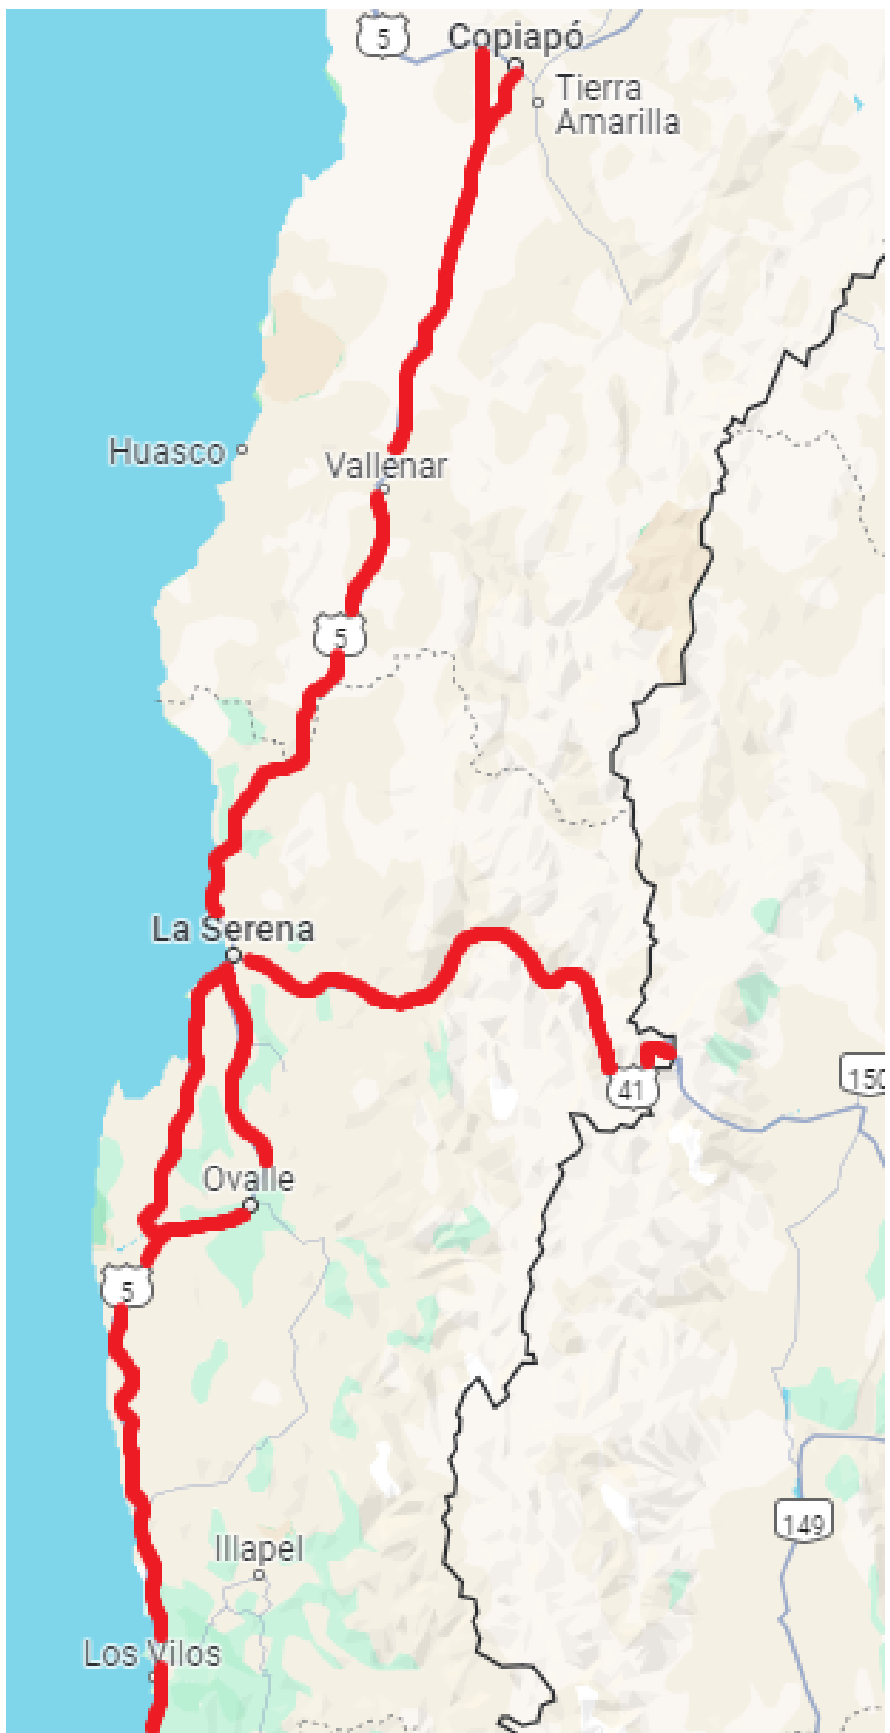 5
Copiapó
Tierra
Amarilla
Huasco
Vallenar
5
La Serena
150
41
Ovalle
5
149
Illapel
Los Vilos